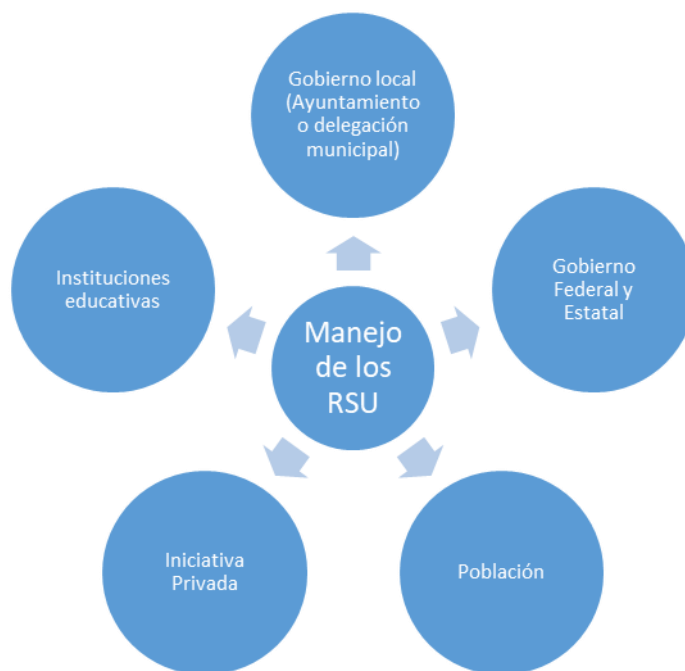 Gobierno local
(Ayuntamiento
o delegación
municipal)
Gobierno
Federal y
Estatal
Población
Iniciativa
Privada
Instituciones
educativas
Manejo
de los
RSU